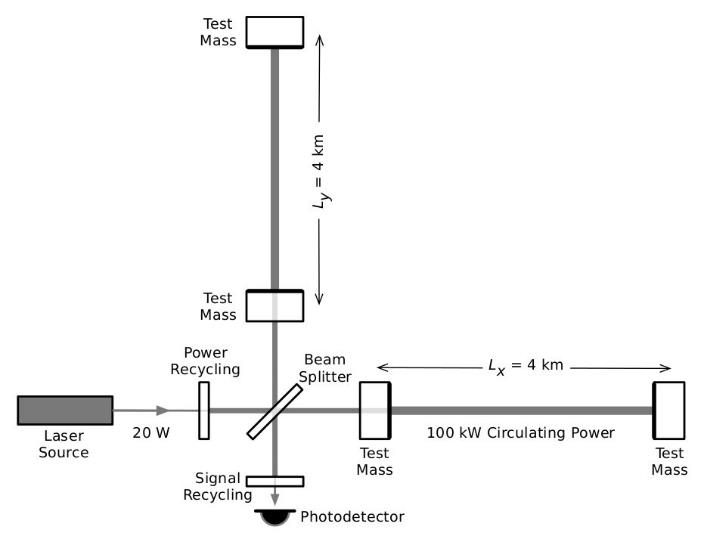 Test
Mass
L_y = 4 km
Test
Mass
Power
Recycling
Beam
Splitter
L_x = 4 km
Laser
Source
20 W
100 kW Circulating Power
Test
Mass
Test
Mass
Signal
Recycling
Photodetector